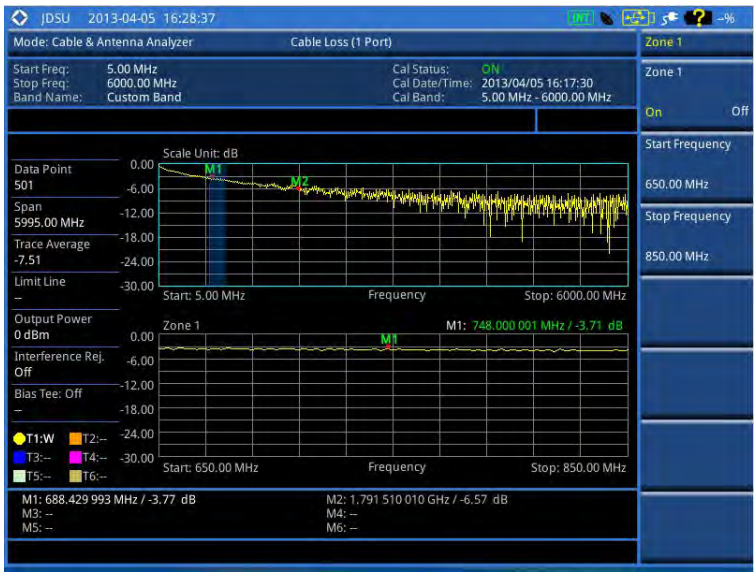 JDSU 2013-04-05 16:28:37 INT ? --%
Mode: Cable & Antenna Analyzer Cable Loss (1 Port) Zone 1
Start Freq: 5.00 MHz Cal Status: ON
Stop Freq: 6000.00 MHz Cal Date/Time: 2013/04/05 16:17:30
Band Name: Custom Band Cal Band: 5.00 MHz - 6000.00 MHz
Zone 1
On Off
Start Frequency
650.00 MHz
Stop Frequency
850.00 MHz
Data Point
501
Span
5995.00 MHz
Trace Average
-7.51
Limit Line
--
Output Power
0 dBm
Interference Rej.
Off
Bias Tee: Off
--
T1:W T2:--
T3:-- T4:--
T5:-- T6:--
Scale Unit: dB
0.00
-6.00
-12.00
-18.00
-24.00
-30.00
M1
M2
Start: 5.00 MHz Frequency Stop: 6000.00 MHz
Zone 1 M1: 748.000 001 MHz / -3.71 dB
0.00
-6.00
-12.00
-18.00
-24.00
-30.00
M1
Start: 650.00 MHz Frequency Stop: 850.00 MHz
M1: 688.429 993 MHz / -3.77 dB M2: 1.791 510 010 GHz / -6.57 dB
M3: -- M4: --
M5: -- M6: --